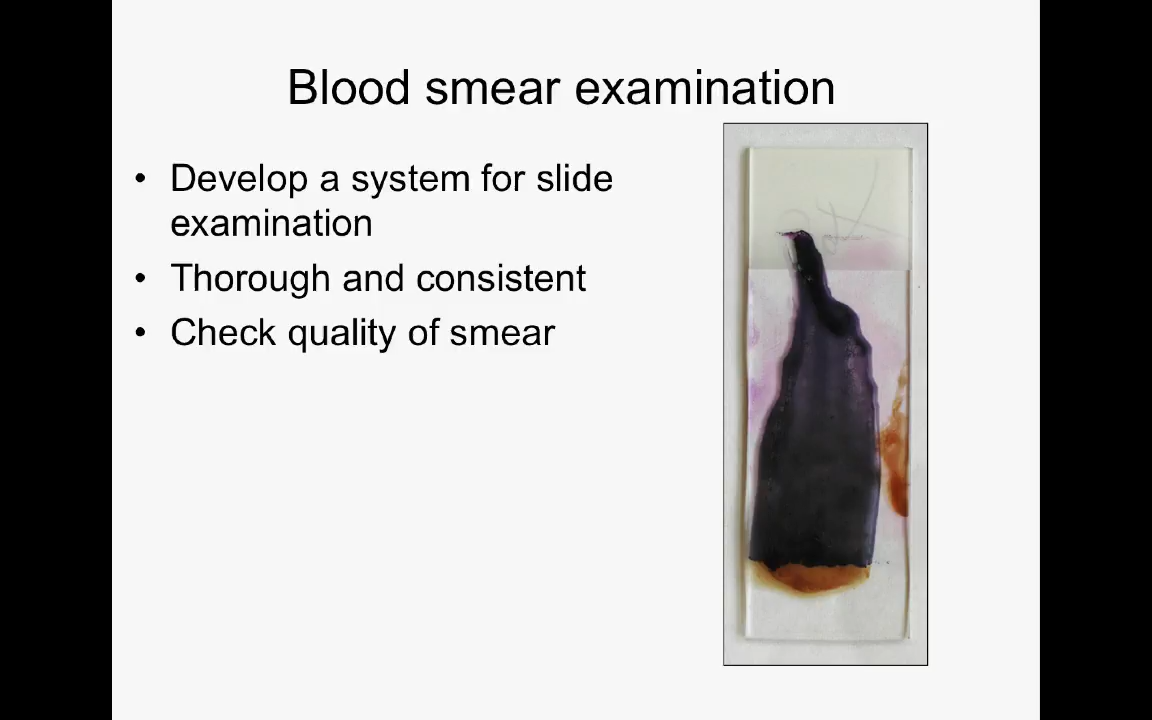 Blood smear examination
• Develop a system for slide
examination
• Thorough and consistent
• Check quality of smear